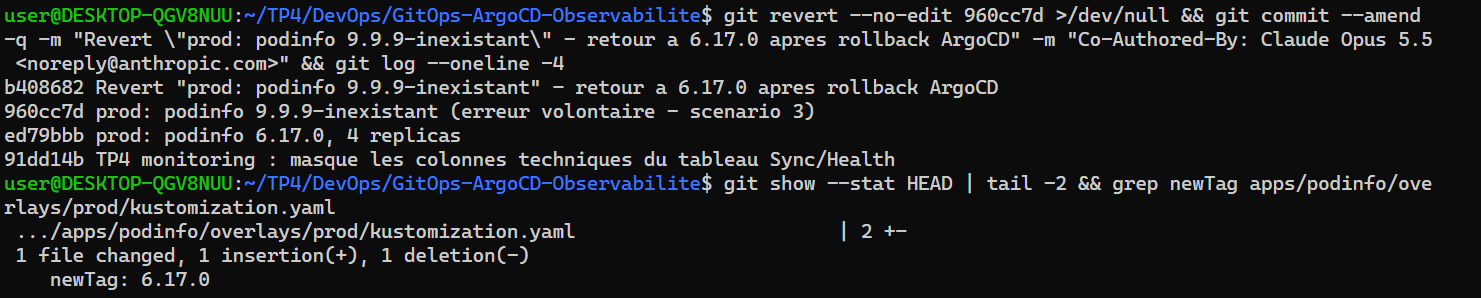 user@DESKTOP-QGV8NUU:~/TP4/DevOps/GitOps-ArgoCD-Observabilite$ git revert --no-edit 960cc7d >/dev/null && git commit --amend
-q -m "Revert \"prod: podinfo 9.9.9-inexistant\" - retour a 6.17.0 apres rollback ArgoCD" -m "Co-Authored-By: Claude Opus 5.5
 <noreply@anthropic.com>" && git log --oneline -4
b408682 Revert "prod: podinfo 9.9.9-inexistant" - retour a 6.17.0 apres rollback ArgoCD
960cc7d prod: podinfo 9.9.9-inexistant (erreur volontaire - scenario 3)
ed79bbb prod: podinfo 6.17.0, 4 replicas
91dd14b TP4 monitoring : masque les colonnes techniques du tableau Sync/Health
user@DESKTOP-QGV8NUU:~/TP4/DevOps/GitOps-ArgoCD-Observabilite$ git show --stat HEAD | tail -2 && grep newTag apps/podinfo/ove
rlays/prod/kustomization.yaml
 .../apps/podinfo/overlays/prod/kustomization.yaml                     | 2 +-
 1 file changed, 1 insertion(+), 1 deletion(-)
    newTag: 6.17.0